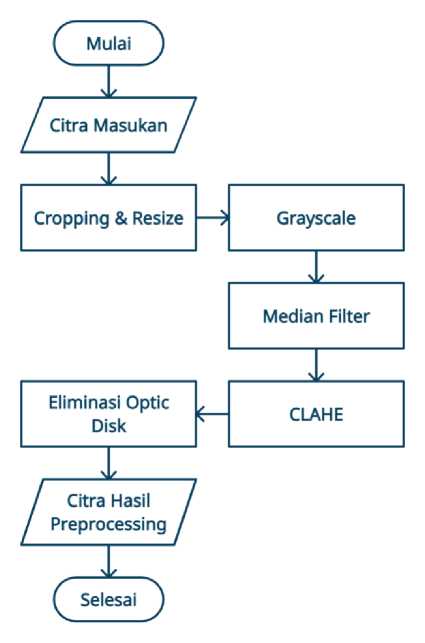 Mulai
Citra Masukan
Cropping & Resize
Grayscale
Median Filter
CLAHE
Eliminasi Optic
Disk
Citra Hasil
Preprocessing
Selesai